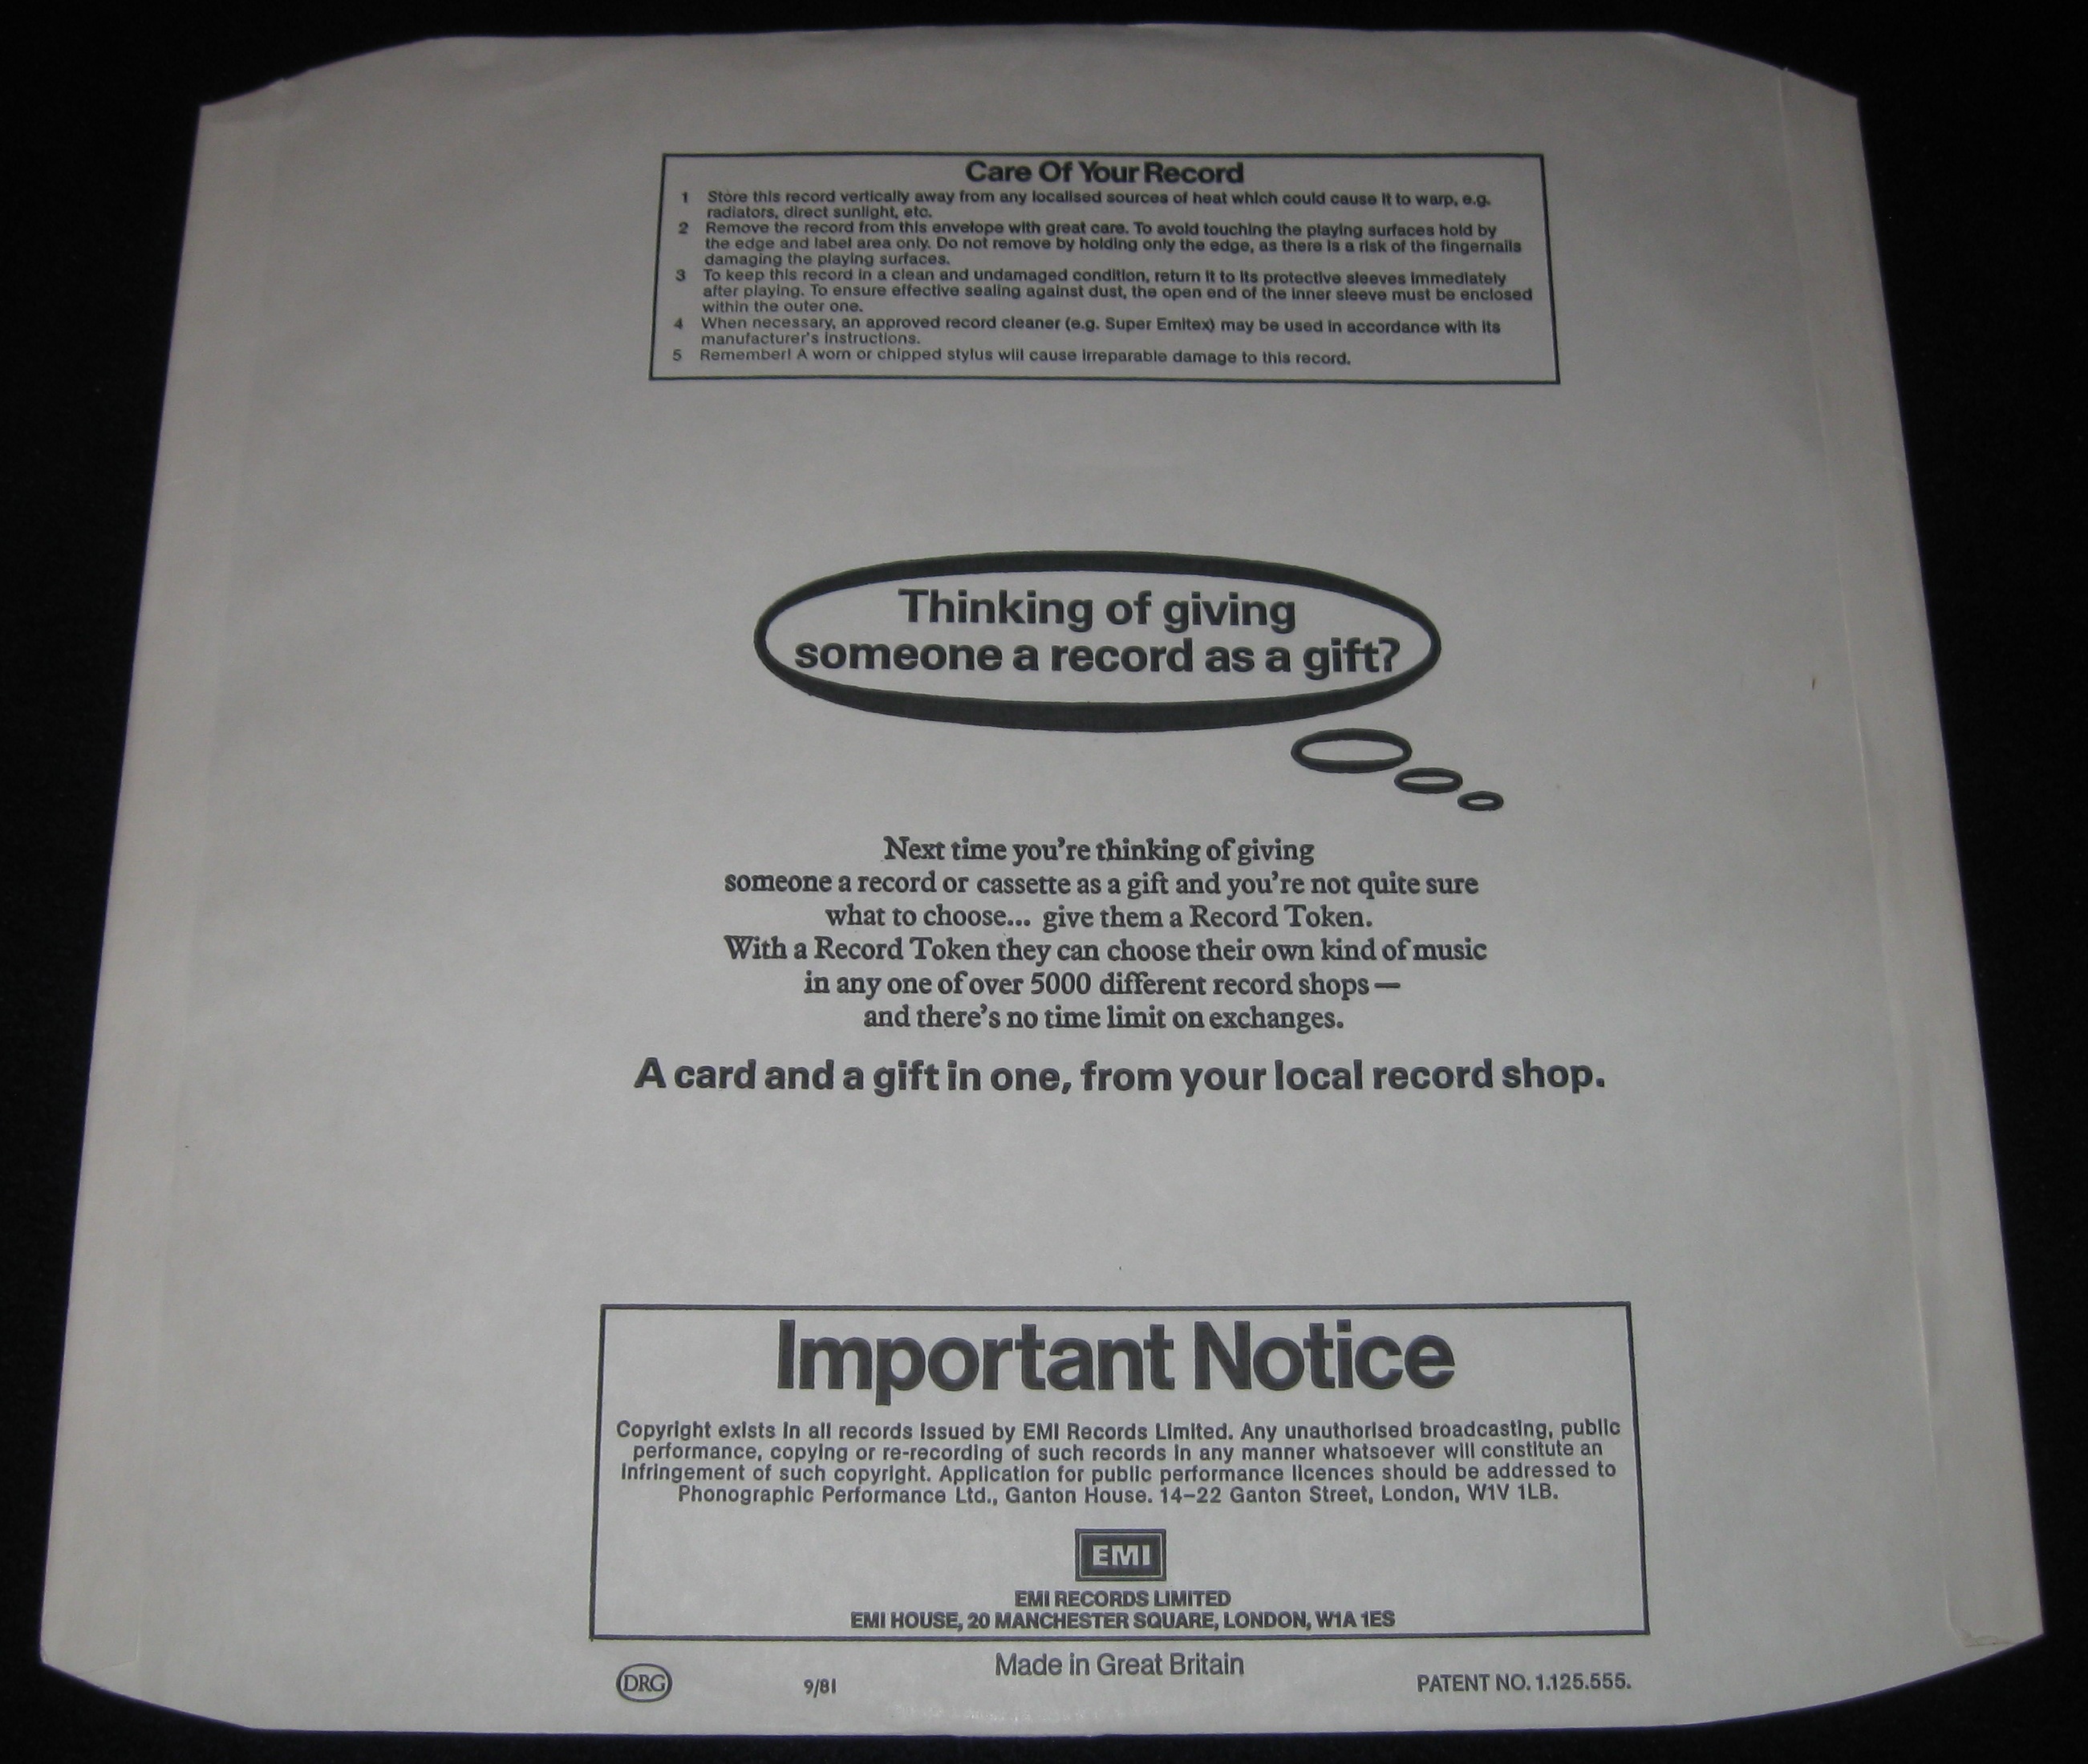 Care Of Your Record
1 Store this record vertically away from any localised sources of heat which could cause it to warp, e.g.
radiators, direct sunlight, etc.
2 Remove the record from this envelope with great care. To avoid touching the playing surfaces hold by
the edge and label area only. Do not remove by holding only the edge, as there is a risk of the fingernails
damaging the playing surfaces.
3 To keep this record in a clean and undamaged condition, return it to its protective sleeves immediately
after playing. To ensure effective sealing against dust, the open end of the inner sleeve must be enclosed
within the outer one.
4 When necessary, an approved record cleaner (e.g. Super Emitex) may be used in accordance with its
manufacturer's instructions.
5 Remember! A worn or chipped stylus will cause irreparable damage to this record.
Thinking of giving
someone a record as a gift?
Next time you're thinking of giving
someone a record or cassette as a gift and you're not quite sure
what to choose... give them a Record Token.
With a Record Token they can choose their own kind of music
in any one of over 5000 different record shops —
and there's no time limit on exchanges.
A card and a gift in one, from your local record shop.
Important Notice
Copyright exists in all records issued by EMI Records Limited. Any unauthorised broadcasting, public
performance, copying or re-recording of such records in any manner whatsoever will constitute an
infringement of such copyright. Application for public performance licences should be addressed to
Phonographic Performance Ltd., Ganton House. 14–22 Ganton Street, London, W1V 1LB.
EMI
EMI RECORDS LIMITED
EMI HOUSE, 20 MANCHESTER SQUARE, LONDON, W1A 1ES
Made in Great Britain
DRG 9/81 PATENT NO. 1.125.555.